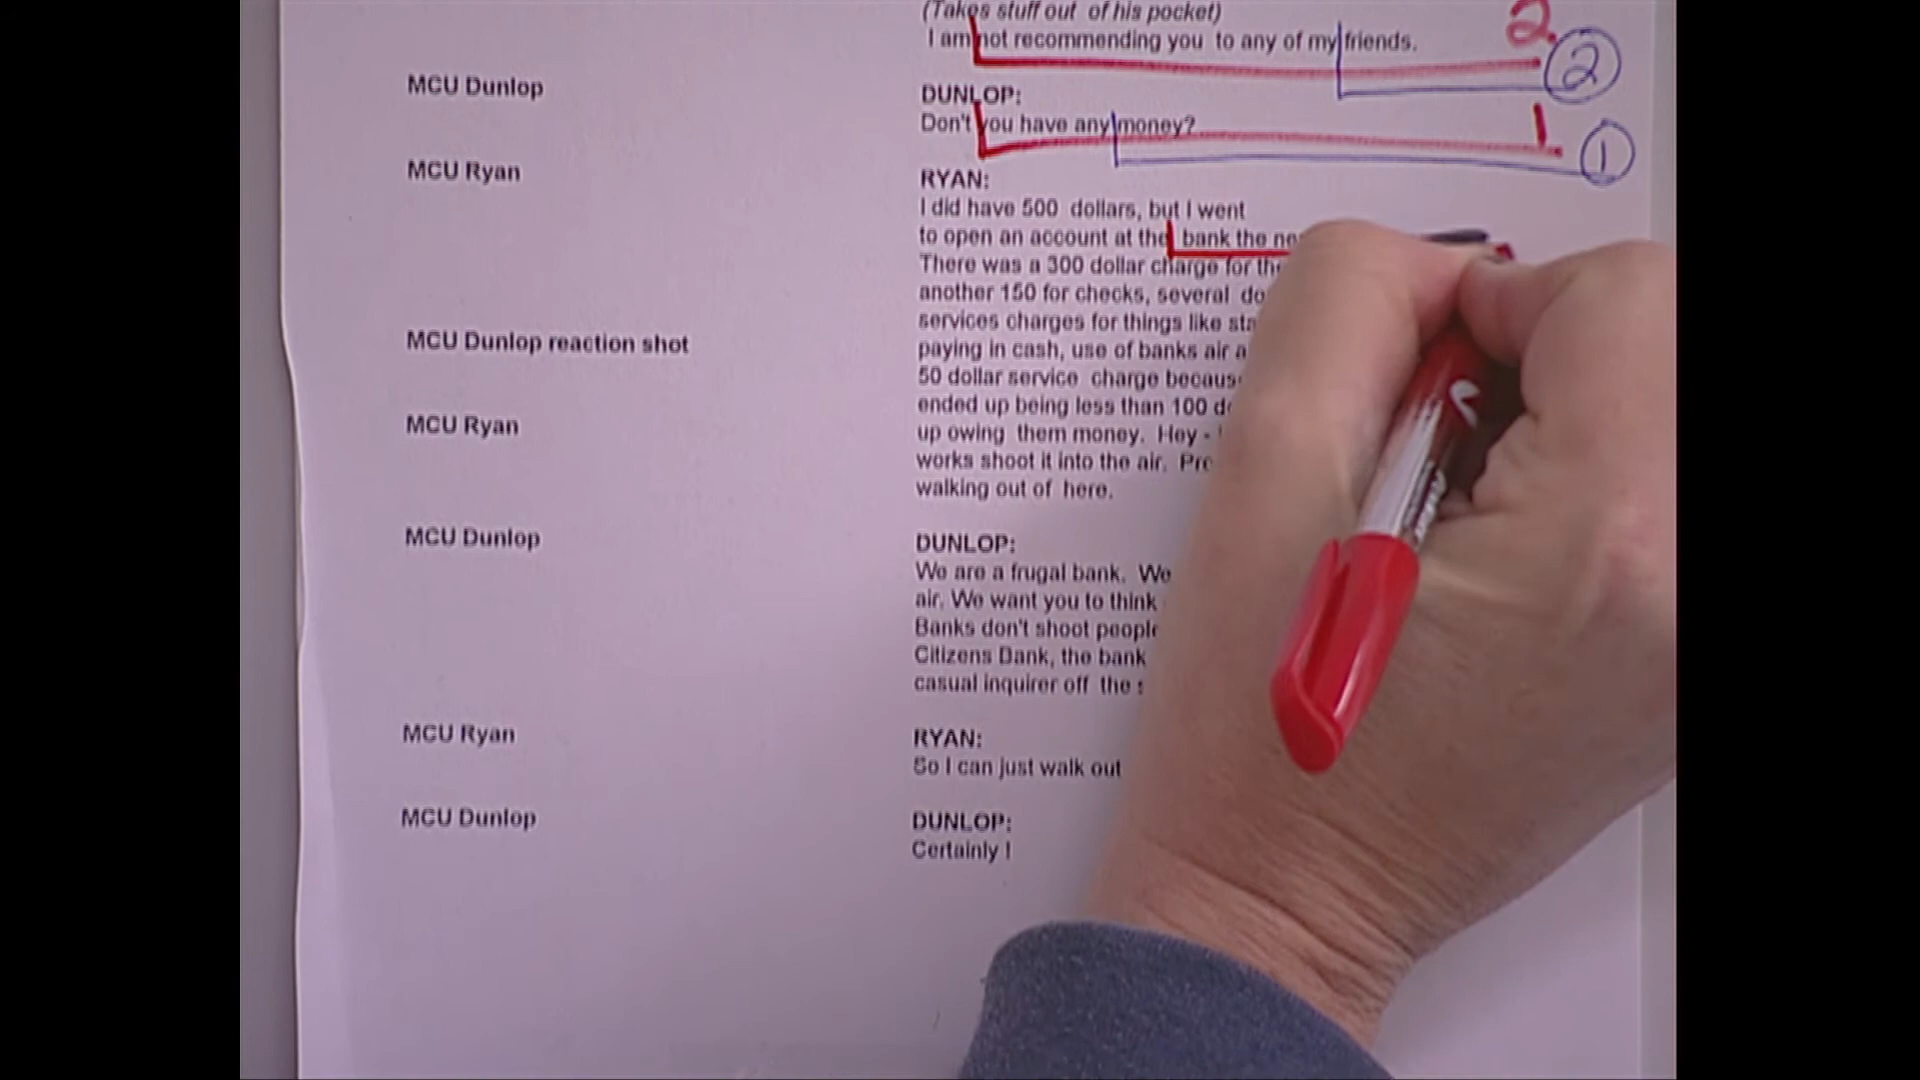 (Takes stuff out of his pocket)
I am not recommending you to any of my friends.
2.
2
MCU Dunlop
DUNLOP:
Don't you have any money?
1
1
MCU Ryan
RYAN:
I did have 500 dollars, but I went
to open an account at the bank the
There was a 300 dollar charge for
another 150 for checks, several
services charges for things like
MCU Dunlop reaction shot
paying in cash, use of banks air
50 dollar service charge
ended up being less than 100
MCU Ryan
up owing them money. Hey -
works shoot it into the air.
walking out of here.
MCU Dunlop
DUNLOP:
We are a frugal bank. We
air. We want you to think
Banks don't shoot people
Citizens Bank, the bank
casual inquirer off the
MCU Ryan
RYAN:
So I can just walk out
MCU Dunlop
DUNLOP:
Certainly !